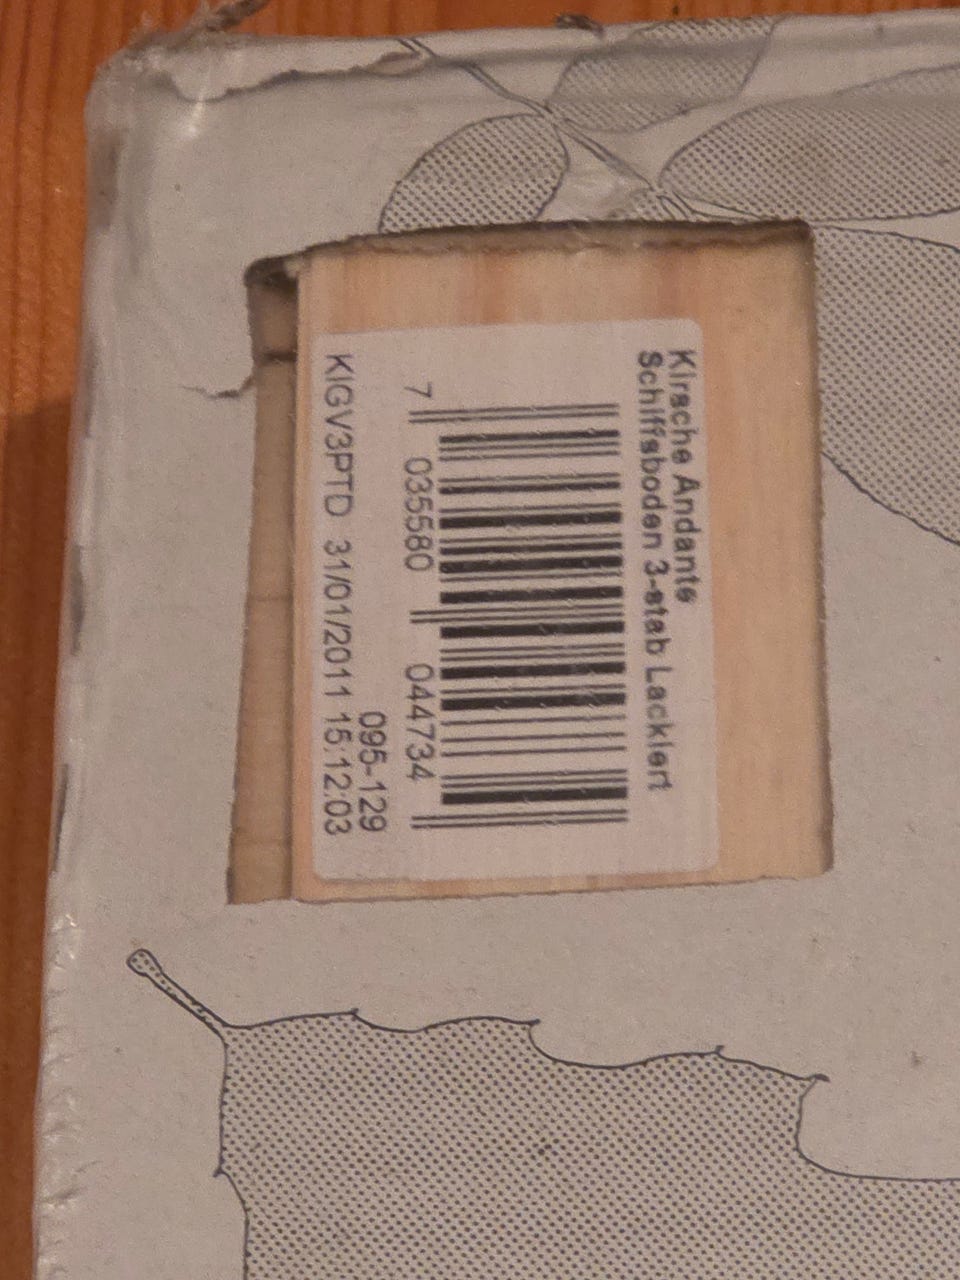 Kirsche Andante
Schiffsboden 3-stab Lackiert
7 035580 044734
095-129
KIGV3PTD 31/01/2011 15:12:03